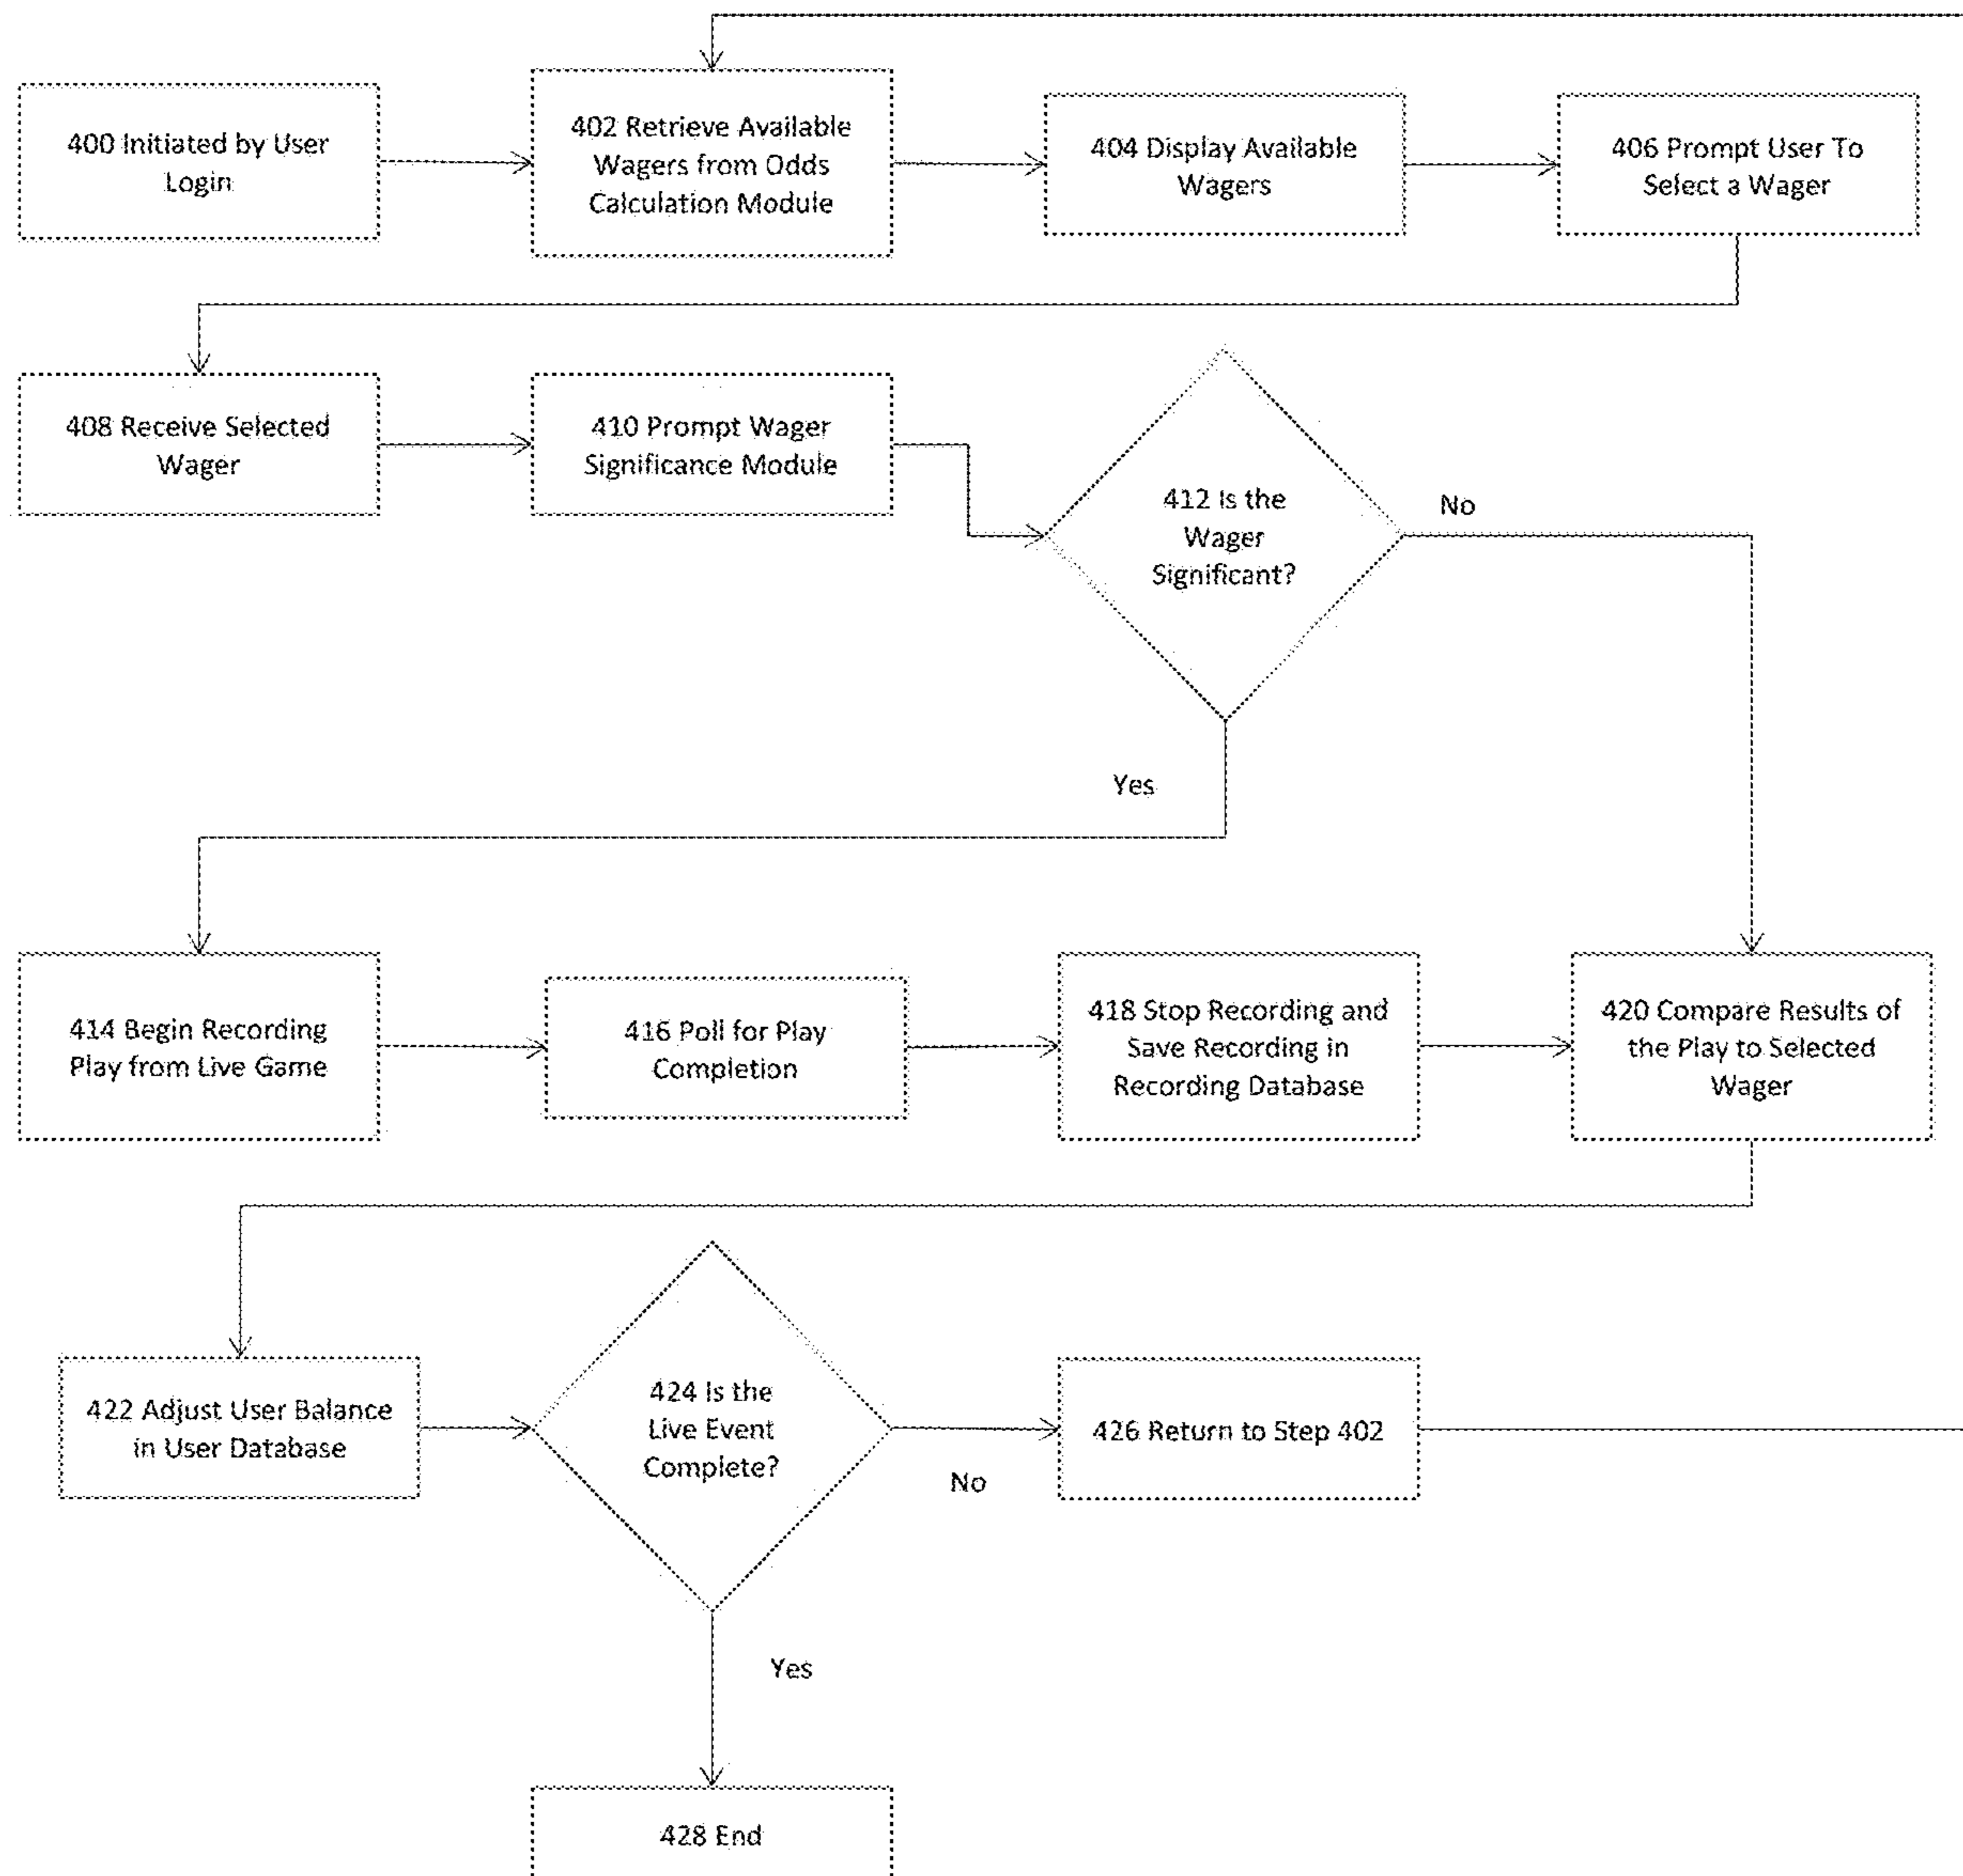 400 Initiated by User
Login
402 Retrieve Available
Wagers from Odds
Calculation Module
404 Display Available
Wagers
406 Prompt User To
Select a Wager
408 Receive Selected
Wager
410 Prompt Wager
Significance Module
412 Is the
Wager
Significant?
No
Yes
414 Begin Recording
Play from Live Game
416 Poll for Play
Completion
418 Stop Recording and
Save Recording in
Recording Database
420 Compare Results of
the Play to Selected
Wager
422 Adjust User Balance
in User Database
424 Is the
Live Event
Complete?
No
426 Return to Step 402
Yes
428 End